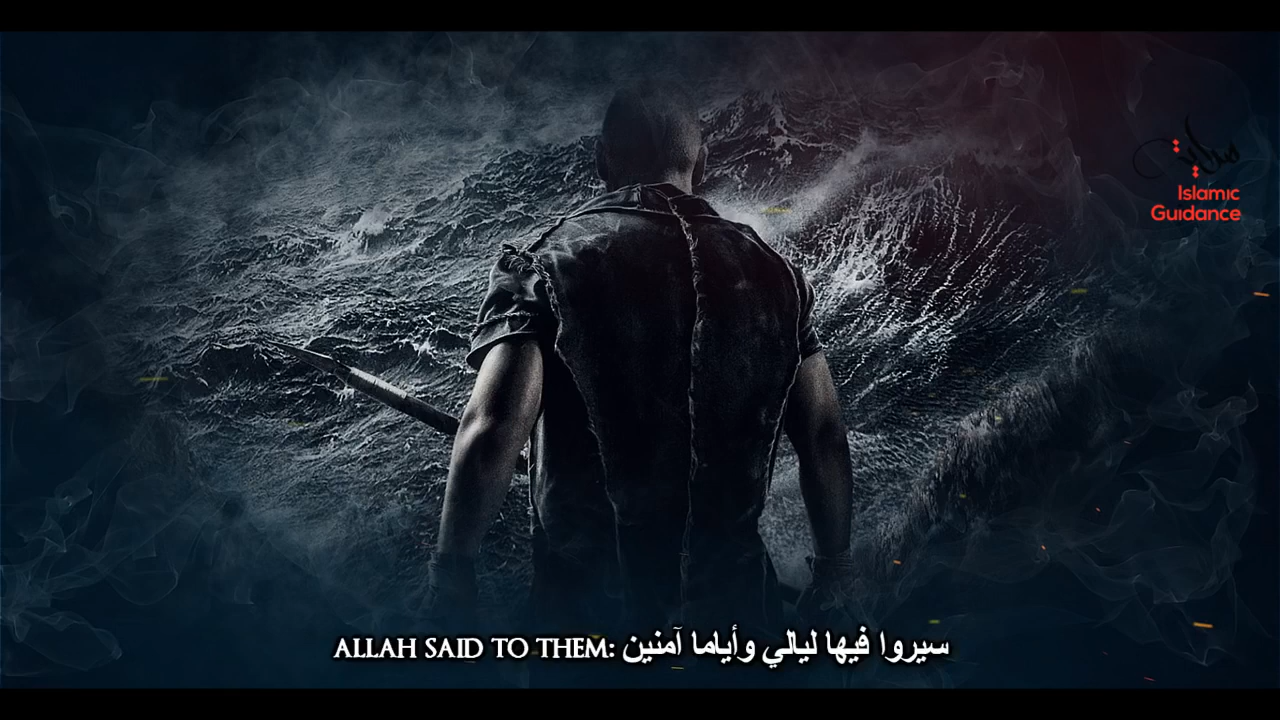 Islamic
Guidance
ALLAH SAID TO THEM: سيروا فيها ليالي وأياما آمنين